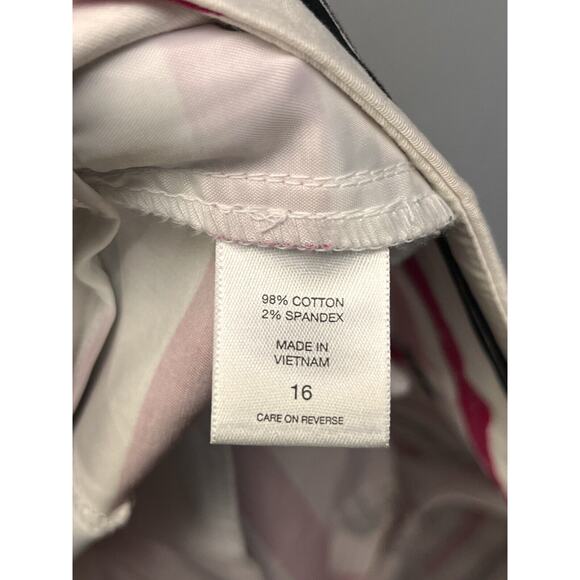 98% COTTON
2% SPANDEX
MADE IN
VIETNAM
16
CARE ON REVERSE